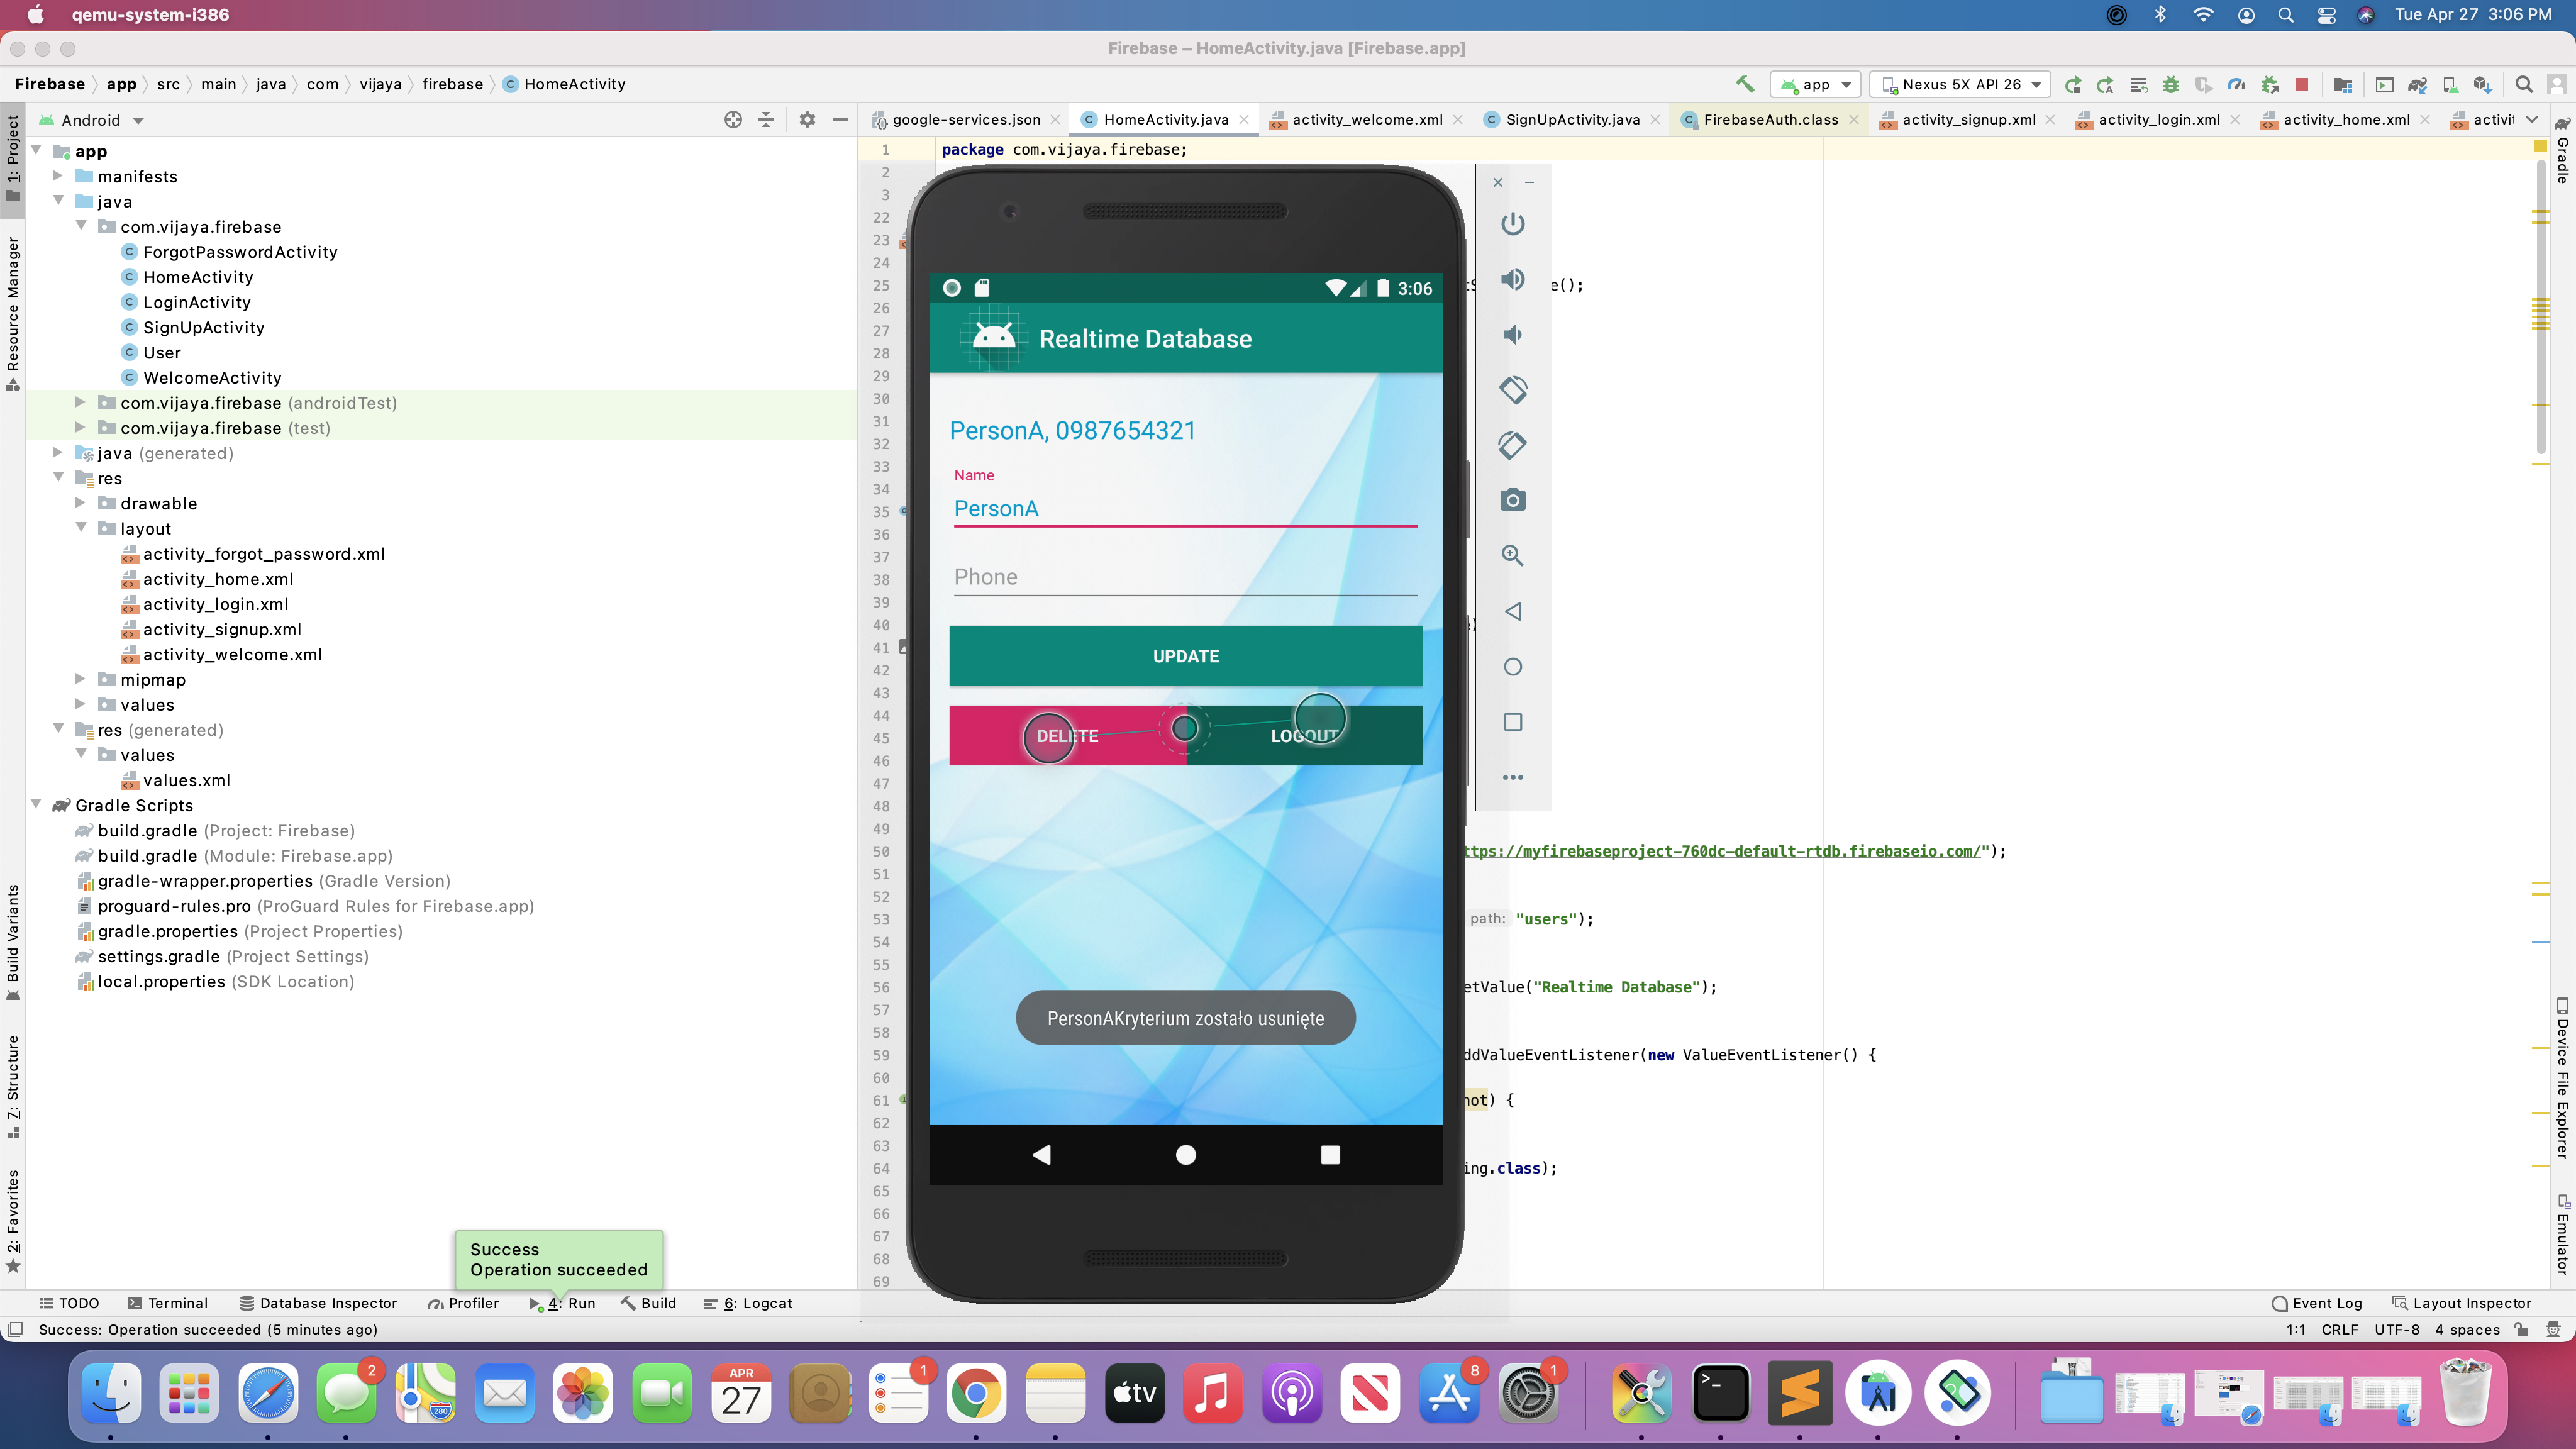 qemu-system-i386
Tue Apr 27 3:06 PM
Firebase – HomeActivity.java [Firebase.app]
Firebase app src main java com vijaya firebase HomeActivity
app Nexus 5X API 26
Android
google-services.json HomeActivity.java activity_welcome.xml SignUpActivity.java FirebaseAuth.class activity_signup.xml activity_login.xml activity_home.xml activit
1: Project
Resource Manager
Build Variants
7: Structure
2: Favorites
app
manifests
java
com.vijaya.firebase
ForgotPasswordActivity
HomeActivity
LoginActivity
SignUpActivity
User
WelcomeActivity
com.vijaya.firebase (androidTest)
com.vijaya.firebase (test)
java (generated)
res
drawable
layout
activity_forgot_password.xml
activity_home.xml
activity_login.xml
activity_signup.xml
activity_welcome.xml
mipmap
values
res (generated)
values
values.xml
Gradle Scripts
build.gradle (Project: Firebase)
build.gradle (Module: Firebase.app)
gradle-wrapper.properties (Gradle Version)
proguard-rules.pro (ProGuard Rules for Firebase.app)
gradle.properties (Project Properties)
settings.gradle (Project Settings)
local.properties (SDK Location)
1 package com.vijaya.firebase;
2
3
22
23
24
25 e();
26
27
28
29
30
31
32
33
34
35
36
37
38
39
40
41
42
43
44
45
46
47
48
49
50 ttps://myfirebaseproject-760dc-default-rtdb.firebaseio.com/");
51
52
53 path: "users");
54
55
56 etValue("Realtime Database");
57
58
59 ddValueEventListener(new ValueEventListener() {
60
61 not) {
62
63
64 ing.class);
65
66
67
68
69
3:06
Realtime Database
PersonA, 0987654321
Name
PersonA
Phone
UPDATE
DELETE
LOGOUT
PersonAKryterium zostało usunięte
Gradle
Device File Explorer
Emulator
Success
Operation succeeded
TODO Terminal Database Inspector Profiler 4: Run Build 6: Logcat Event Log Layout Inspector
Success: Operation succeeded (5 minutes ago) 1:1 CRLF UTF-8 4 spaces
2
280
APR
27
1
tv
8
1